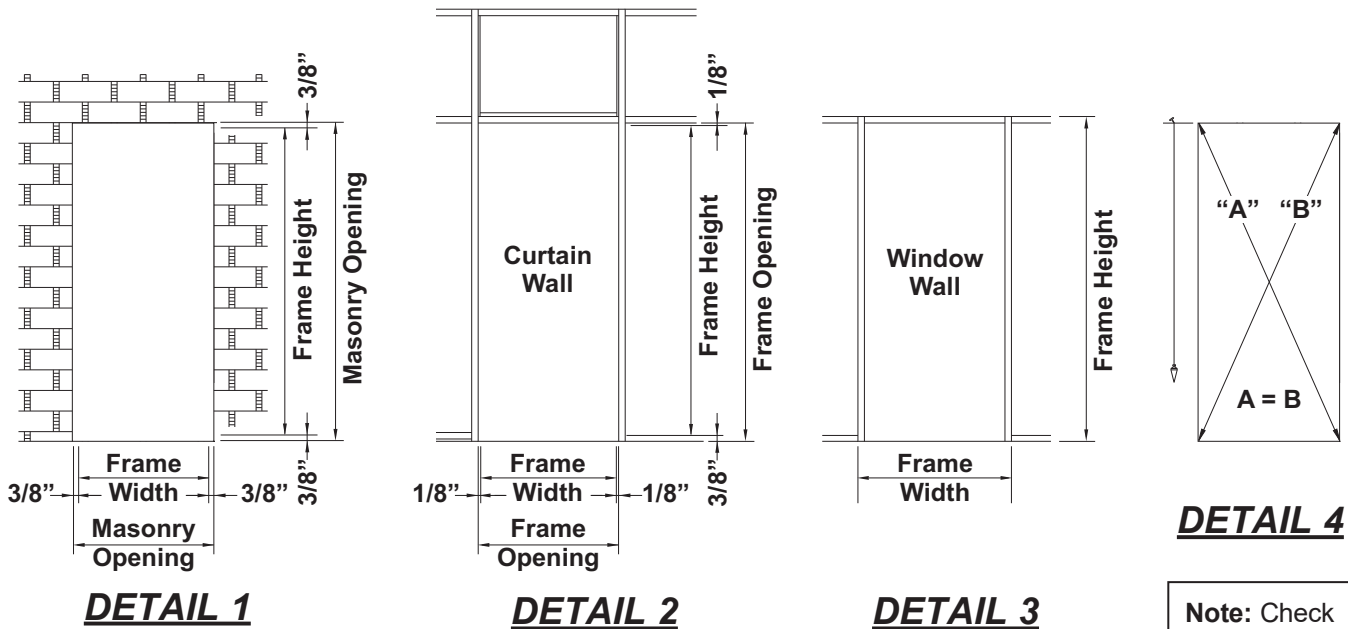 3/8”
Frame Height
Masonry Opening
3/8”
Frame
3/8”
Width
3/8”
Masonry
Opening
DETAIL 1
1/8”
Curtain
Wall
Frame Height
Frame Opening
3/8”
Frame
1/8”
Width
1/8”
Frame
Opening
DETAIL 2
Window
Wall
Frame Height
Frame
Width
DETAIL 3
“A” “B”
A = B
DETAIL 4
Note: Check